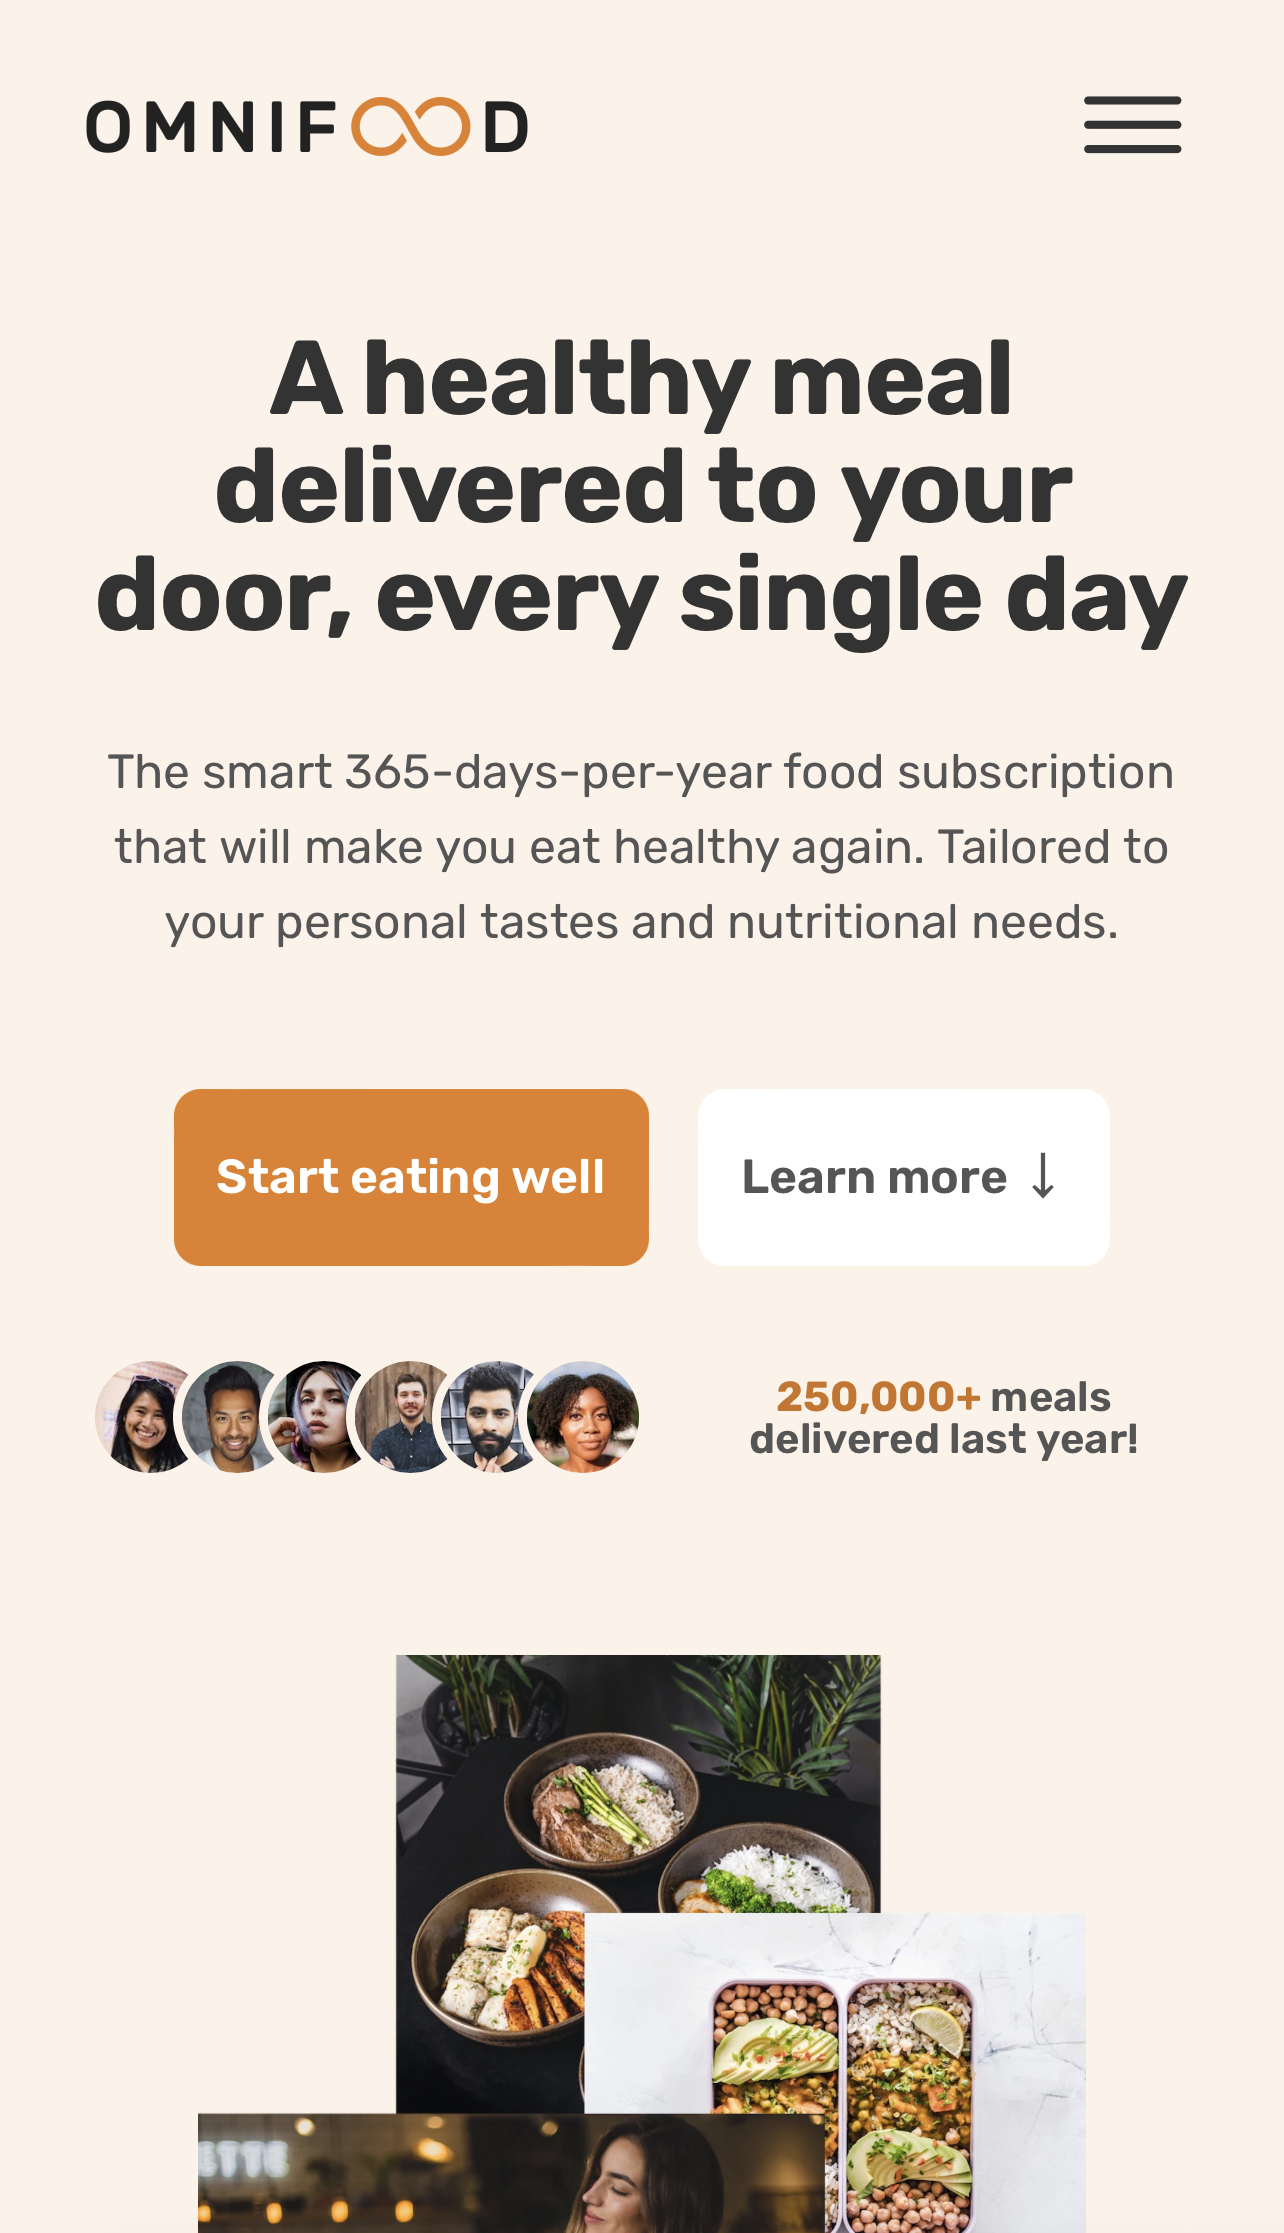 OMNIFOOD
A healthy meal
delivered to your
door, every single day
The smart 365-days-per-year food subscription
that will make you eat healthy again. Tailored to
your personal tastes and nutritional needs.
Start eating well
Learn more ↓
250,000+ meals
delivered last year!
ETTE